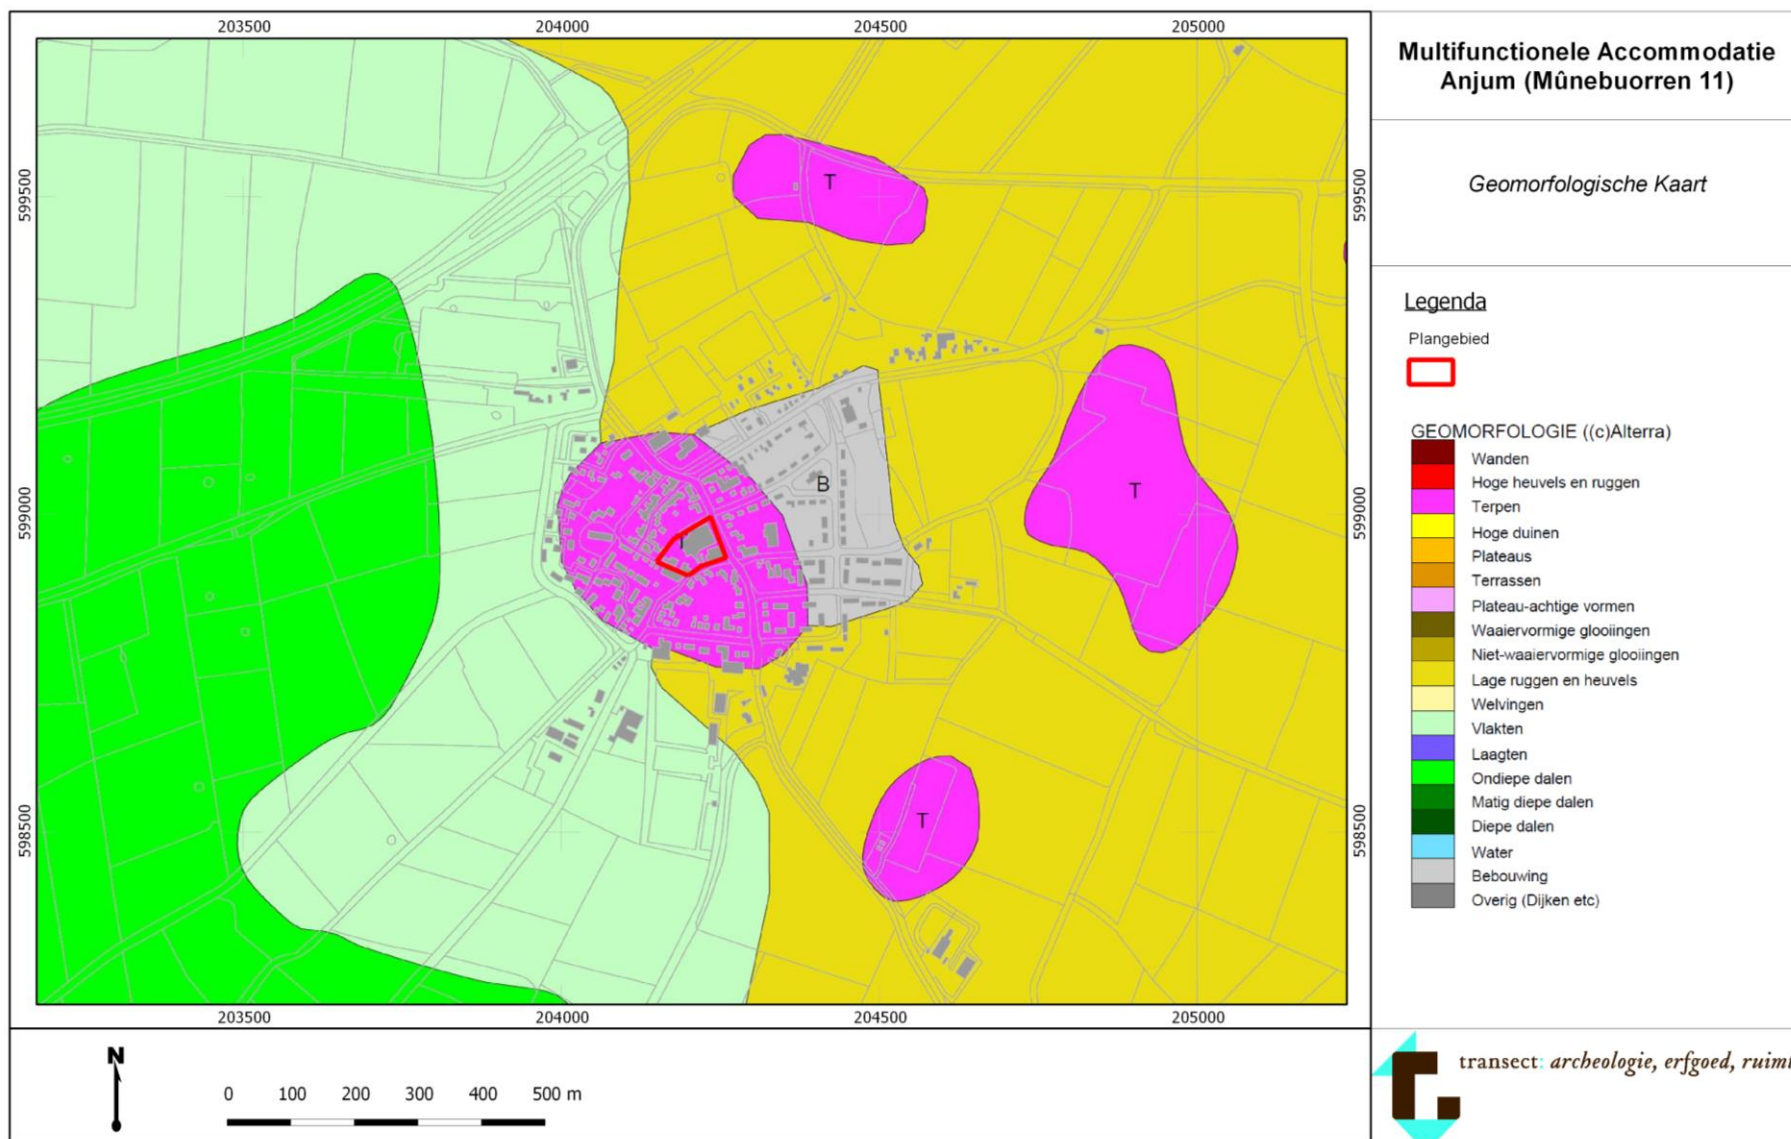 203500 204000 204500 205000
599500
599000
598500
T
T
B
T
T
599500
599000
598500
203500 204000 204500 205000
N
0 100 200 300 400 500 m
Multifunctionele Accommodatie
Anjum (Mûnebuorren 11)
Geomorfologische Kaart
Legenda
Plangebied
GEOMORFOLOGIE ((c)Alterra)
Wanden
Hoge heuvels en ruggen
Terpen
Hoge duinen
Plateaus
Terrassen
Plateau-achtige vormen
Waaiervormige glooiingen
Niet-waaiervormige glooiingen
Lage ruggen en heuvels
Welvingen
Vlakten
Laagten
Ondiepe dalen
Matig diepe dalen
Diepe dalen
Water
Bebouwing
Overig (Dijken etc)
transect: archeologie, erfgoed,